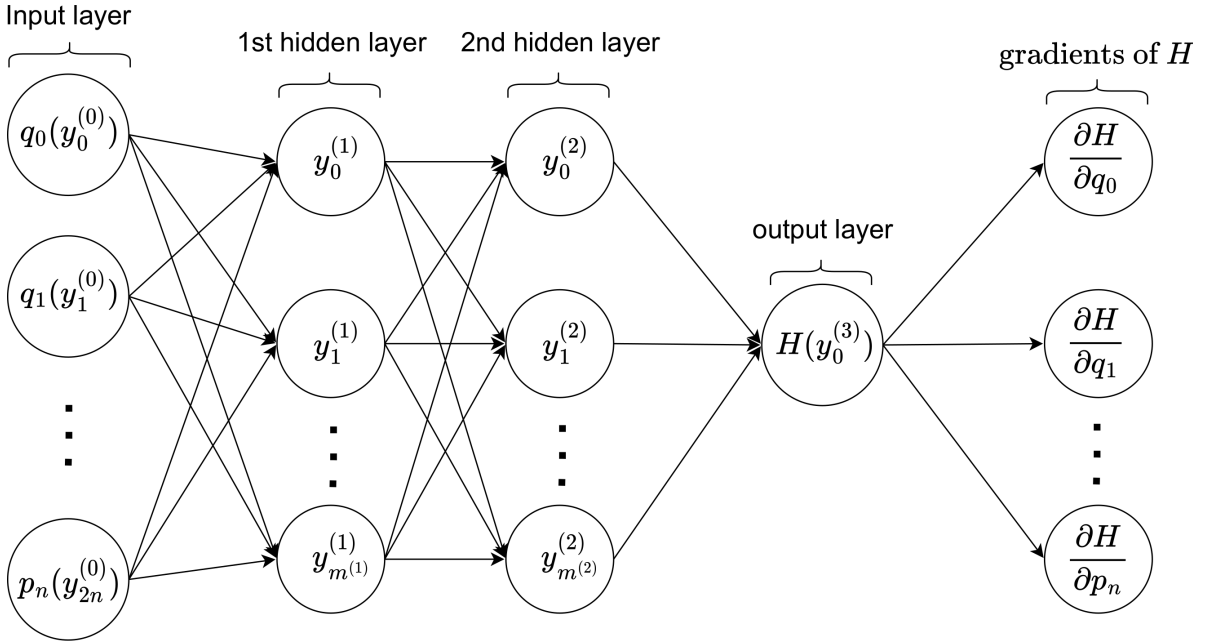 Input layer
1st hidden layer
2nd hidden layer
output layer
gradients of H
q₀(y₀⁽⁰⁾)
q₁(y₁⁽⁰⁾)
⋮
pₙ(y₂ₙ⁽⁰⁾)
y₀⁽¹⁾
y₁⁽¹⁾
⋮
y_{m⁽¹⁾}⁽¹⁾
y₀⁽²⁾
y₁⁽²⁾
⋮
y_{m⁽²⁾}⁽²⁾
H(y₀⁽³⁾)
∂H
∂q₀
∂H
∂q₁
⋮
∂H
∂pₙ